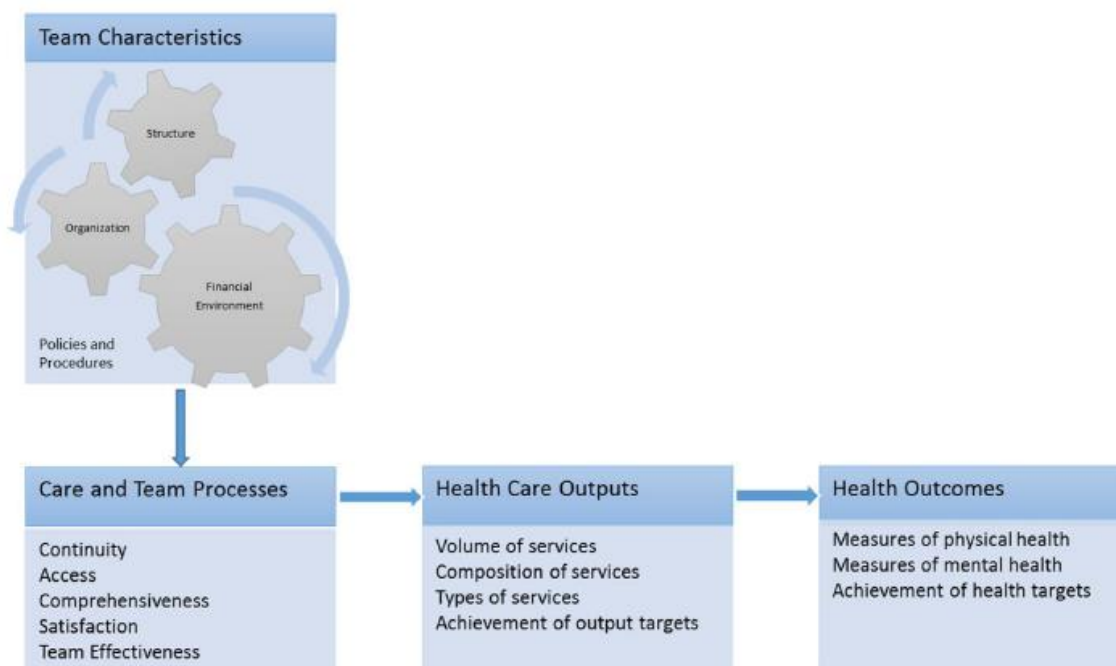 Team Characteristics
Structure
Organization
Financial
Environment
Policies and
Procedures
Care and Team Processes
Continuity
Access
Comprehensiveness
Satisfaction
Team Effectiveness
Health Care Outputs
Volume of services
Composition of services
Types of services
Achievement of output targets
Health Outcomes
Measures of physical health
Measures of mental health
Achievement of health targets